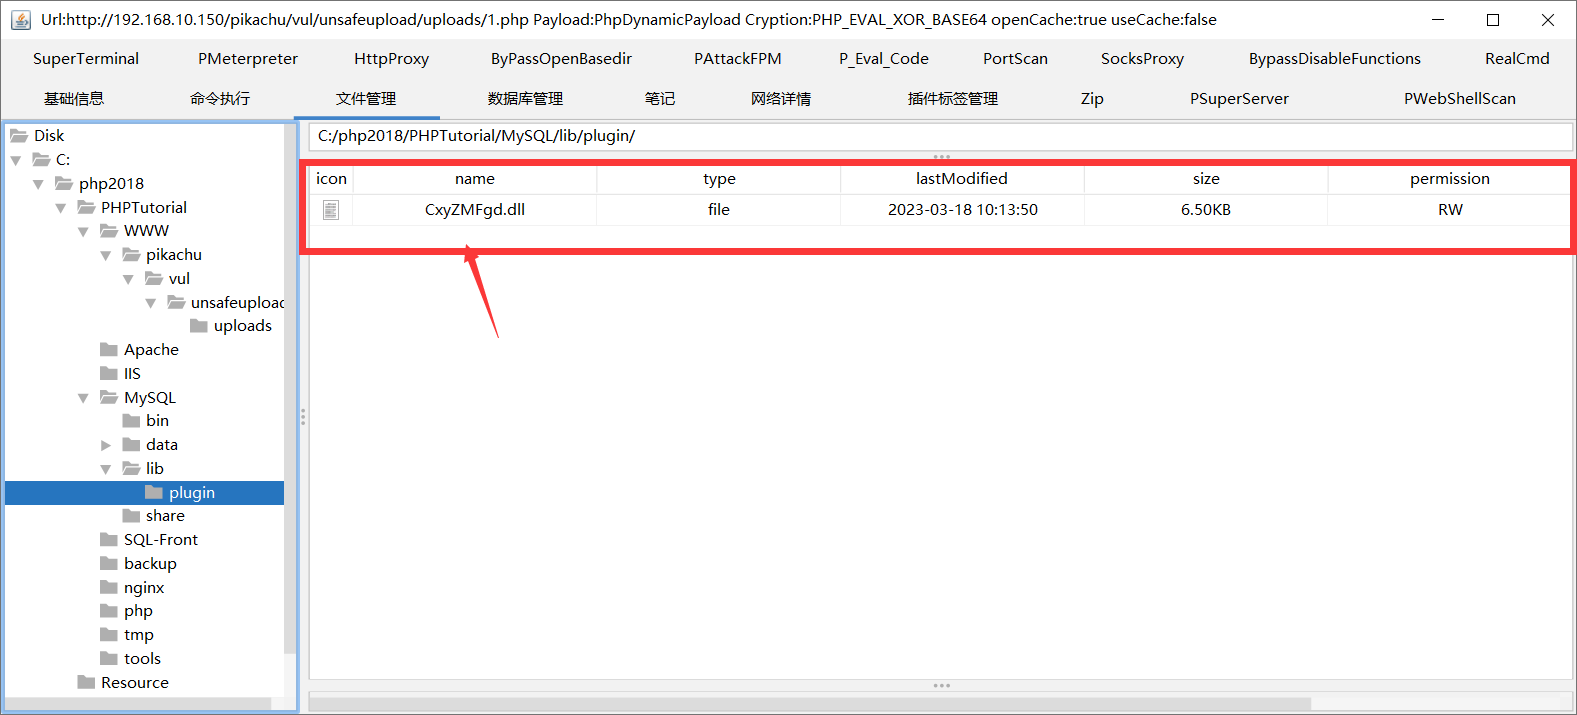 Url:http://192.168.10.150/pikachu/vul/unsafeupload/uploads/1.php Payload:PhpDynamicPayload Cryption:PHP_EVAL_XOR_BASE64 openCache:true useCache:false
SuperTerminal PMeterpreter HttpProxy ByPassOpenBasedir PAttackFPM P_Eval_Code PortScan SocksProxy BypassDisableFunctions RealCmd
基础信息 命令执行 文件管理 数据库管理 笔记 网络详情 插件标签管理 Zip PSuperServer PWebShellScan
Disk
C:
php2018
PHPTutorial
WWW
pikachu
vul
unsafeupload
uploads
Apache
IIS
MySQL
bin
data
lib
plugin
share
SQL-Front
backup
nginx
php
tmp
tools
Resource
C:/php2018/PHPTutorial/MySQL/lib/plugin/
icon name type lastModified size permission
CxyZMFgd.dll file 2023-03-18 10:13:50 6.50KB RW